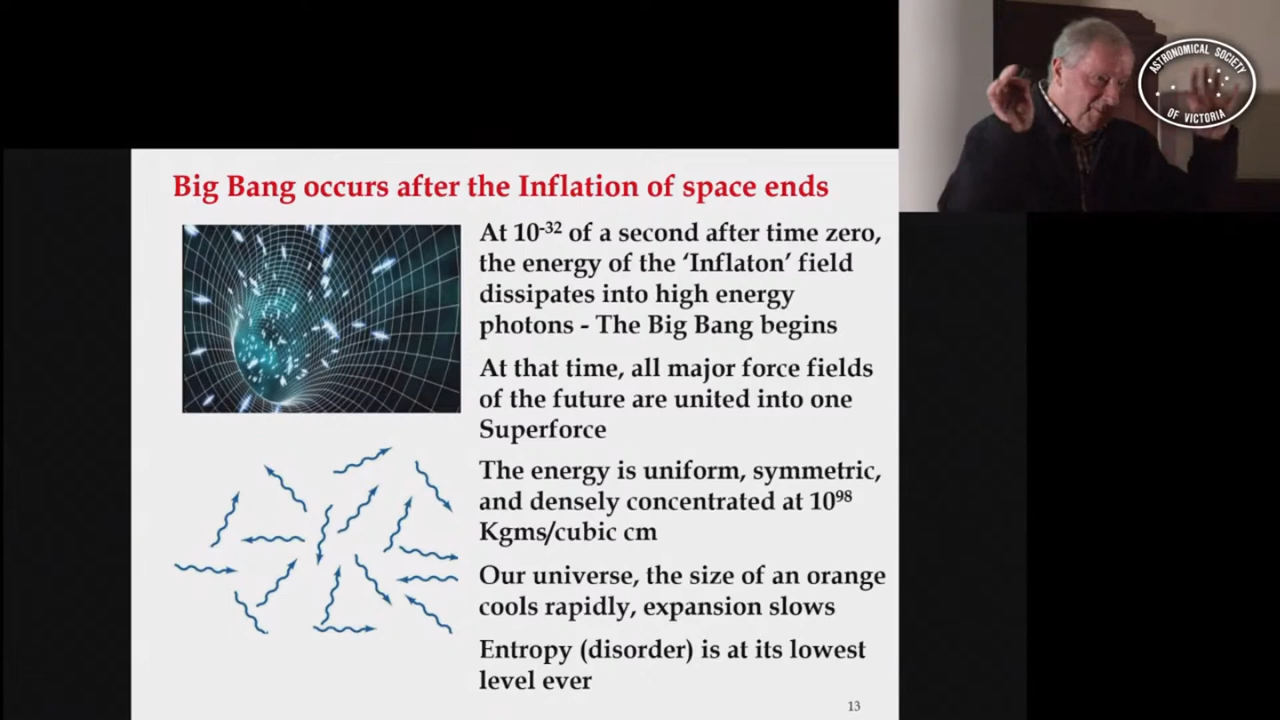 ASTRONOMICAL SOCIETY
OF VICTORIA
Big Bang occurs after the Inflation of space ends
At 10⁻³² of a second after time zero,
the energy of the ‘Inflaton’ field
dissipates into high energy
photons - The Big Bang begins
At that time, all major force fields
of the future are united into one
Superforce
The energy is uniform, symmetric,
and densely concentrated at 10⁹⁸
Kgms/cubic cm
Our universe, the size of an orange
cools rapidly, expansion slows
Entropy (disorder) is at its lowest
level ever
13